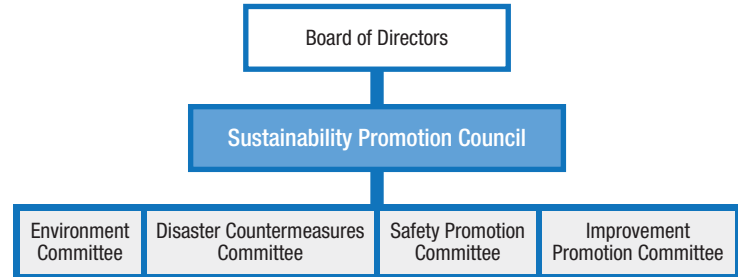 Board of Directors
Sustainability Promotion Council
Environment
Committee
Disaster Countermeasures
Committee
Safety Promotion
Committee
Improvement
Promotion Committee